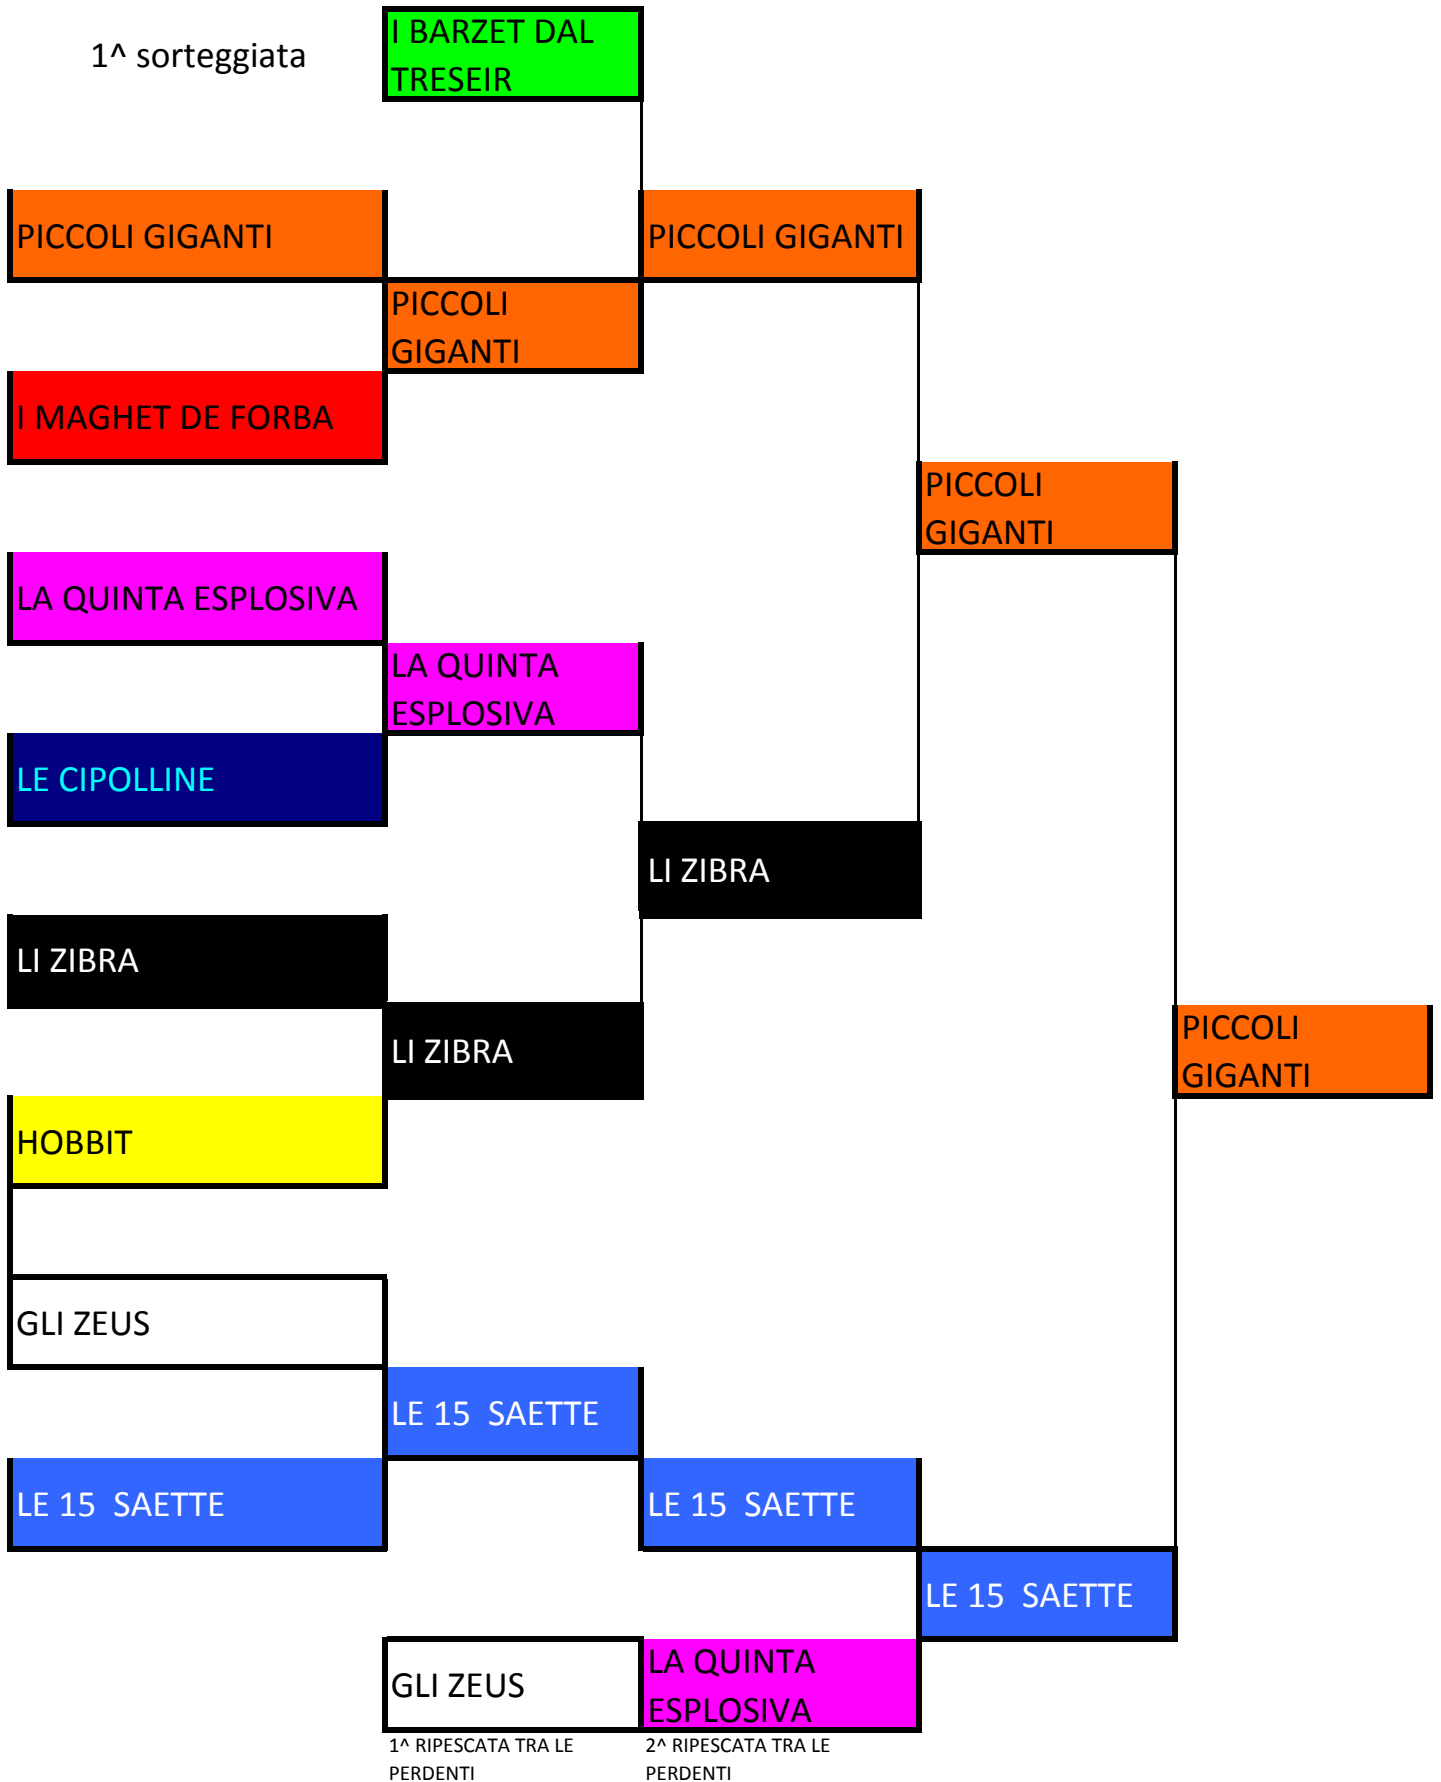 1^ sorteggiata
I BARZET DAL
TRESEIR
PICCOLI GIGANTI
PICCOLI GIGANTI
PICCOLI
GIGANTI
I MAGHET DE FORBA
PICCOLI
GIGANTI
LA QUINTA ESPLOSIVA
LA QUINTA
ESPLOSIVA
LE CIPOLLINE
LI ZIBRA
LI ZIBRA
LI ZIBRA
PICCOLI
GIGANTI
HOBBIT
GLI ZEUS
LE 15  SAETTE
LE 15  SAETTE
LE 15  SAETTE
LE 15  SAETTE
GLI ZEUS
LA QUINTA
ESPLOSIVA
1^ RIPESCATA TRA LE
PERDENTI
2^ RIPESCATA TRA LE
PERDENTI